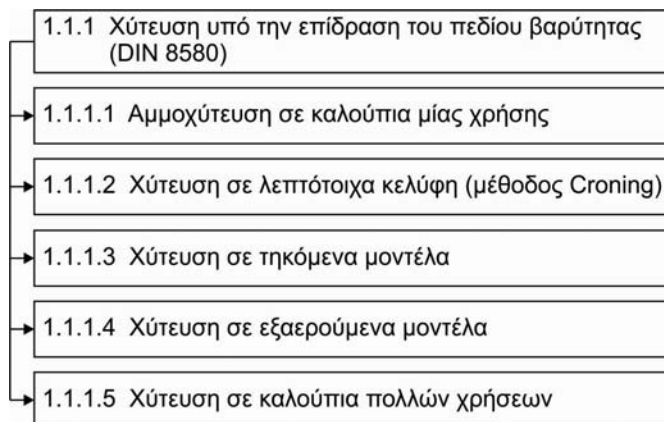 1.1.1 Χύτευση υπό την επίδραση του πεδίου βαρύτητας
(DIN 8580)
1.1.1.1 Αμμοχύτευση σε καλούπια μίας χρήσης
1.1.1.2 Χύτευση σε λεπτότοιχα κελύφη (μέθοδος Croning)
1.1.1.3 Χύτευση σε τηκόμενα μοντέλα
1.1.1.4 Χύτευση σε εξαερούμενα μοντέλα
1.1.1.5 Χύτευση σε καλούπια πολλών χρήσεων